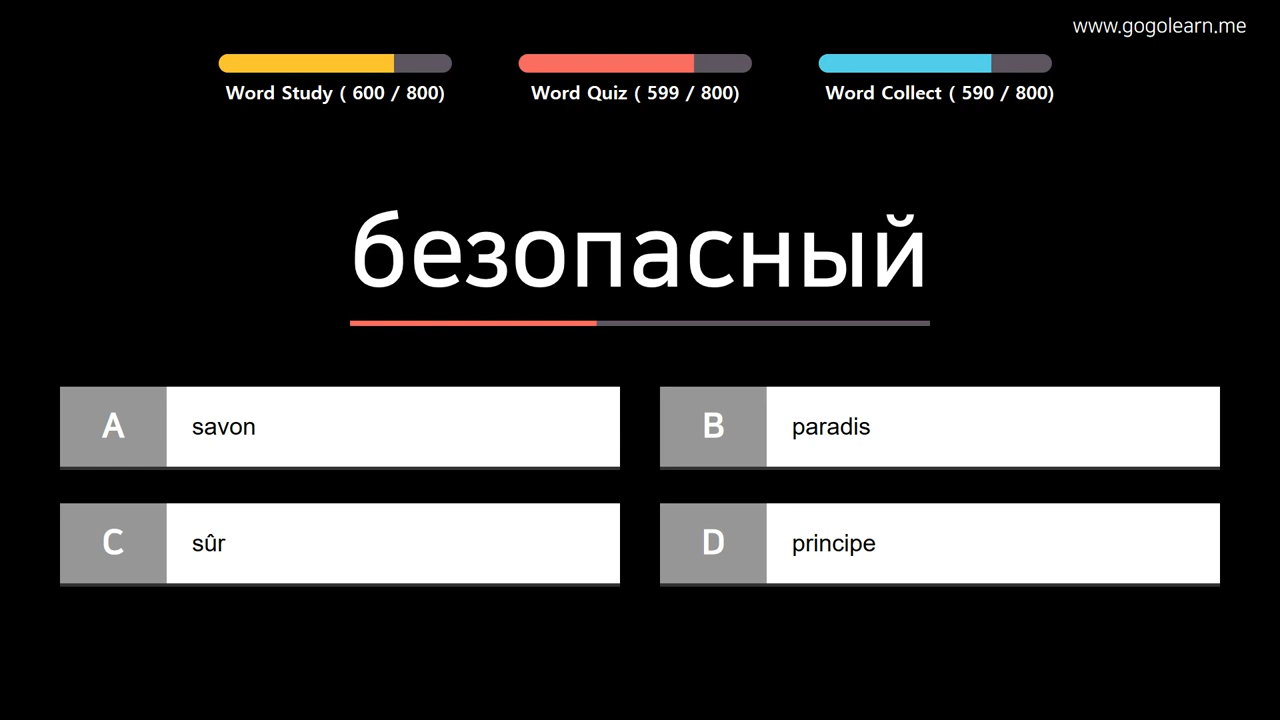 www.gogolearn.me
Word Study ( 600 / 800)
Word Quiz ( 599 / 800)
Word Collect ( 590 / 800)
безопасный
A
savon
B
paradis
C
sûr
D
principe